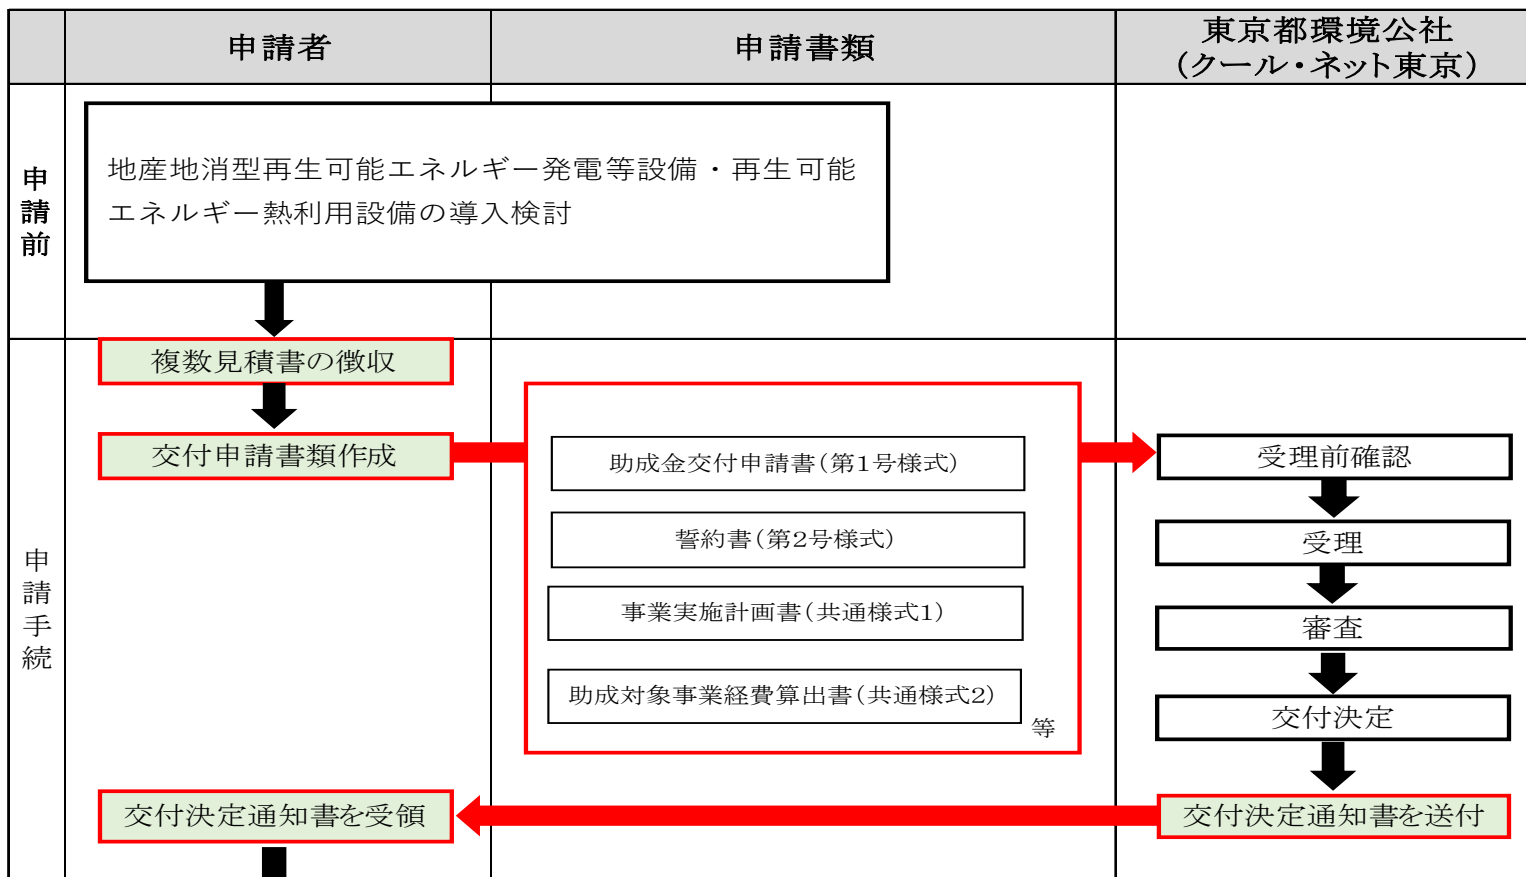 申請者
申請書類
東京都環境公社
(クール・ネット東京)
申請前
地産地消型再生可能エネルギー発電等設備・再生可能
エネルギー熱利用設備の導入検討
申請手続
複数見積書の徴収
交付申請書類作成
助成金交付申請書(第1号様式)
誓約書(第2号様式)
事業実施計画書(共通様式1)
助成対象事業経費算出書(共通様式2)
等
受理前確認
受理
審査
交付決定
交付決定通知書を送付
交付決定通知書を受領